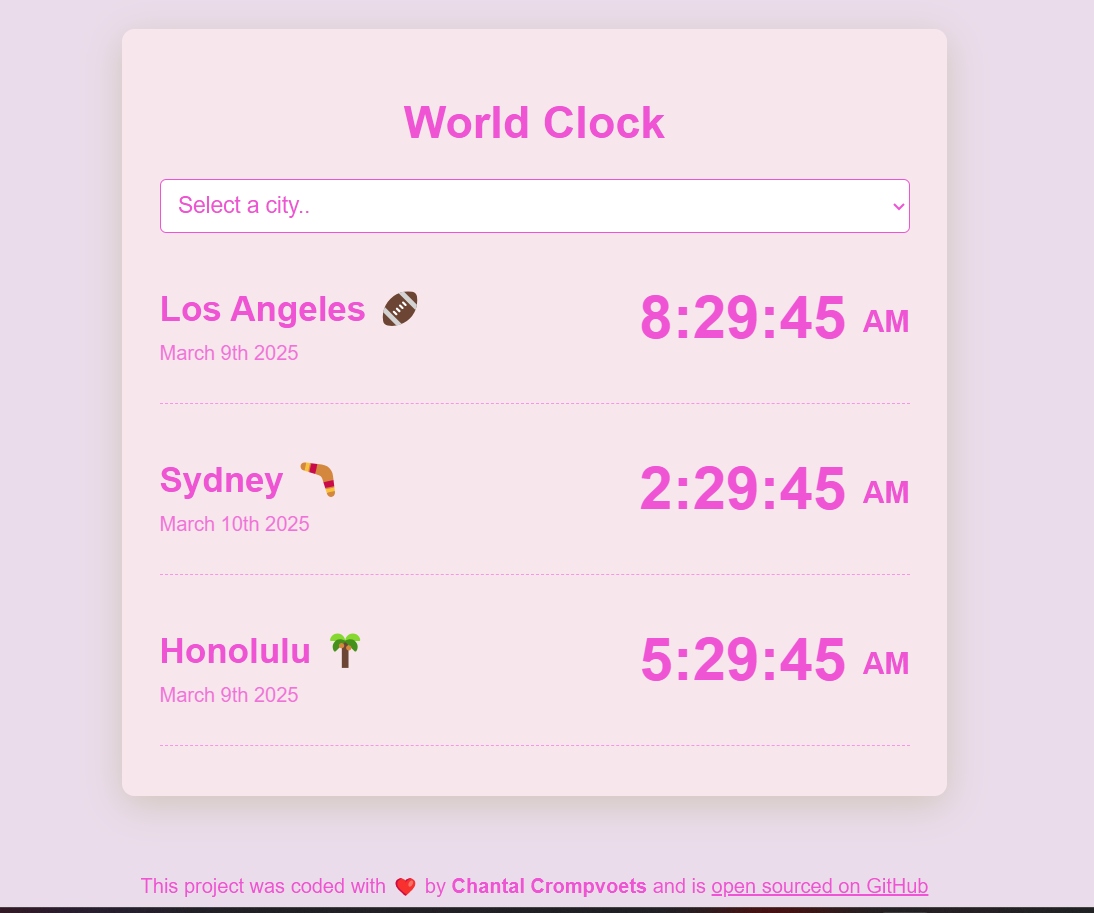 World Clock
Select a city..
Los Angeles 🏈 8:29:45 AM
March 9th 2025
Sydney 🪃 2:29:45 AM
March 10th 2025
Honolulu 🌴 5:29:45 AM
March 9th 2025
This project was coded with ❤️ by Chantal Crompvoets and is open sourced on GitHub